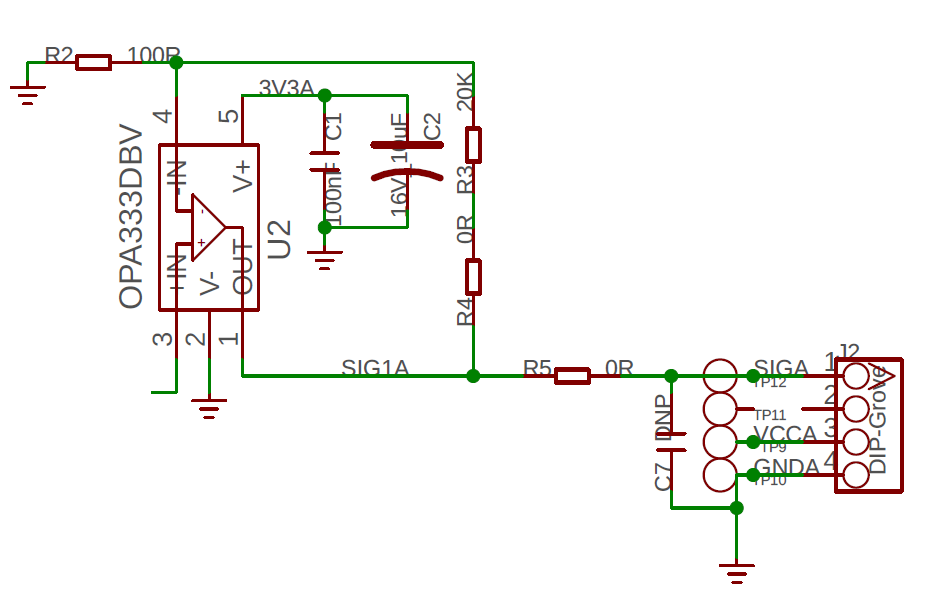 R2 100R
3V3A
4
5
C1
100nF
C2
16V 10uF
+
20K
R3
0R
R4
OPA333DBV
U2
-IN
V+
-
+
+IN
V-
OUT
3
2
1
SIG1A
R5 0R
DNP
C7
SIGA
TP12
TP11
VCCA
TP9
GNDA
TP10
J2
1
2
3
4
DIP-Grove